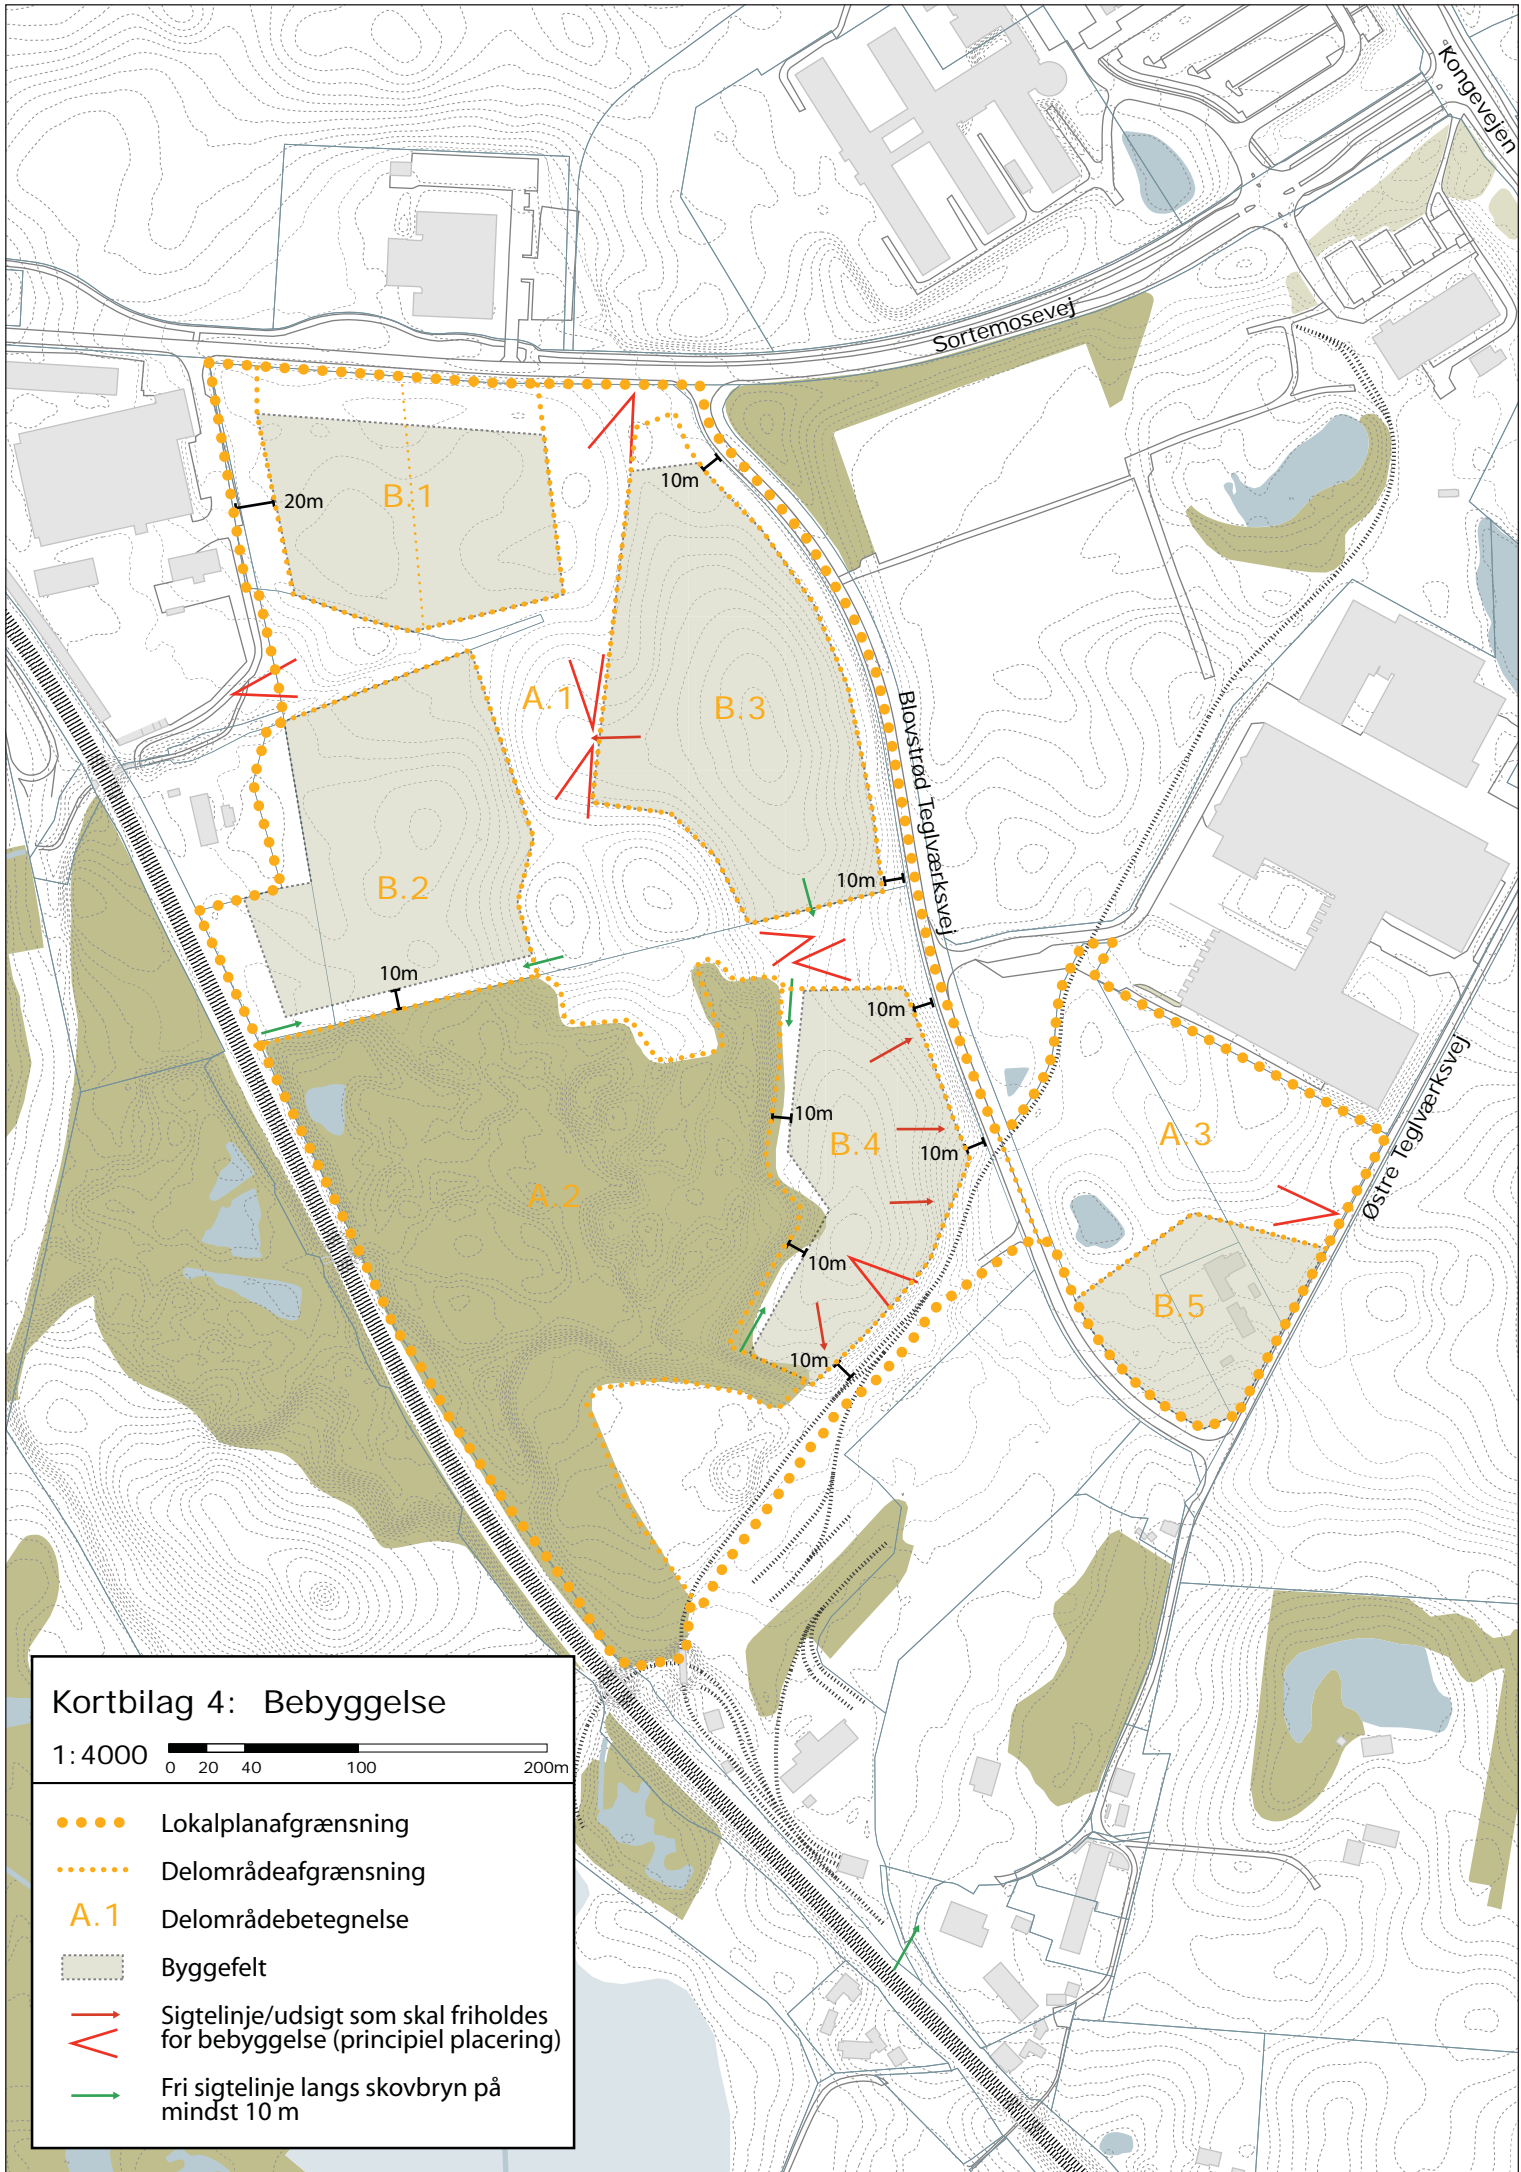 Kongevejen
Sortemosevej
10m
20m
B.1
A.1
B.3
Blovstrød Teglværksvej
10m
B.2
10m
10m
Østre Teglværksvej
10m
A.3
B.4
10m
A.2
10m
B.5
10m
Kortbilag 4: Bebyggelse
1:4000
0 20 40 100 200m
Lokalplanafgrænsning
Delområdeafgrænsning
A.1 Delområdebetegnelse
Byggefelt
Sigtelinje/udsigt som skal friholdes
for bebyggelse (principiel placering)
Fri sigtelinje langs skovbryn på
mindst 10 m